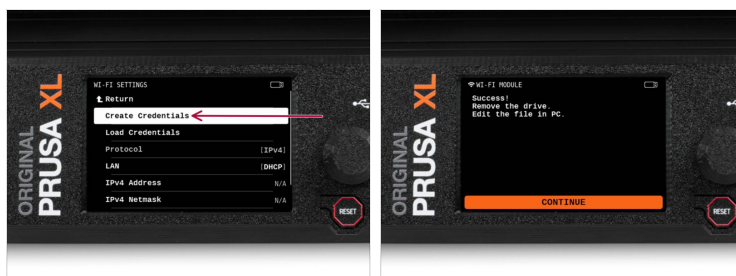 ORIGINAL
PRUSA XL
WI-FI SETTINGS
Return
Create Credentials
Load Credentials
Protocol [IPv4]
LAN [DHCP]
IPv4 Address N/A
IPv4 Netmask N/A
RESET
ORIGINAL
PRUSA XL
WI-FI MODULE
Success!
Remove the drive.
Edit the file in PC.
CONTINUE
RESET